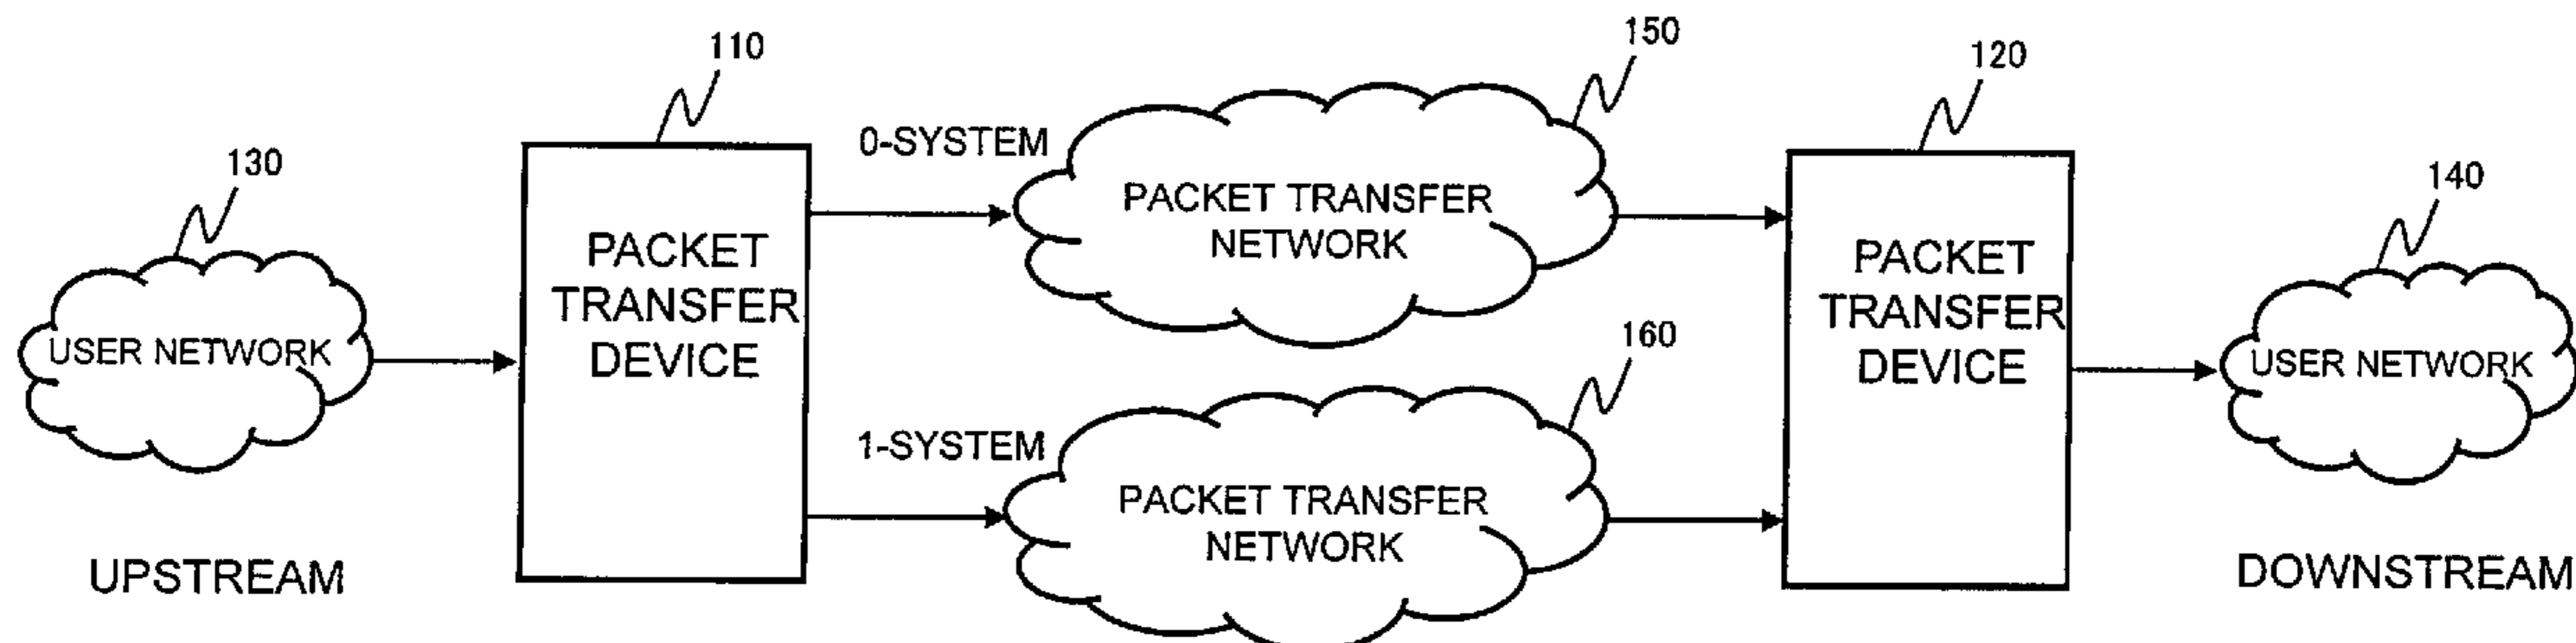 130
USER NETWORK
UPSTREAM
110
PACKET
TRANSFER
DEVICE
0-SYSTEM
150
PACKET TRANSFER
NETWORK
1-SYSTEM
160
PACKET TRANSFER
NETWORK
120
PACKET
TRANSFER
DEVICE
140
USER NETWORK
DOWNSTREAM